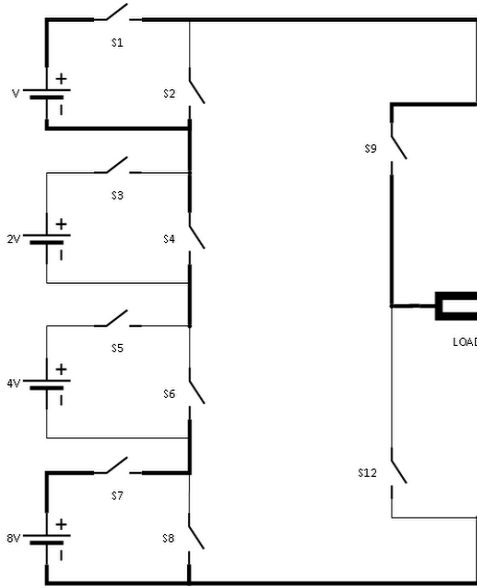 S1
+
V
S2
S9
S3
+
2V
S4
LOAD
S5
+
4V
S6
S7
S12
+
8V
S8